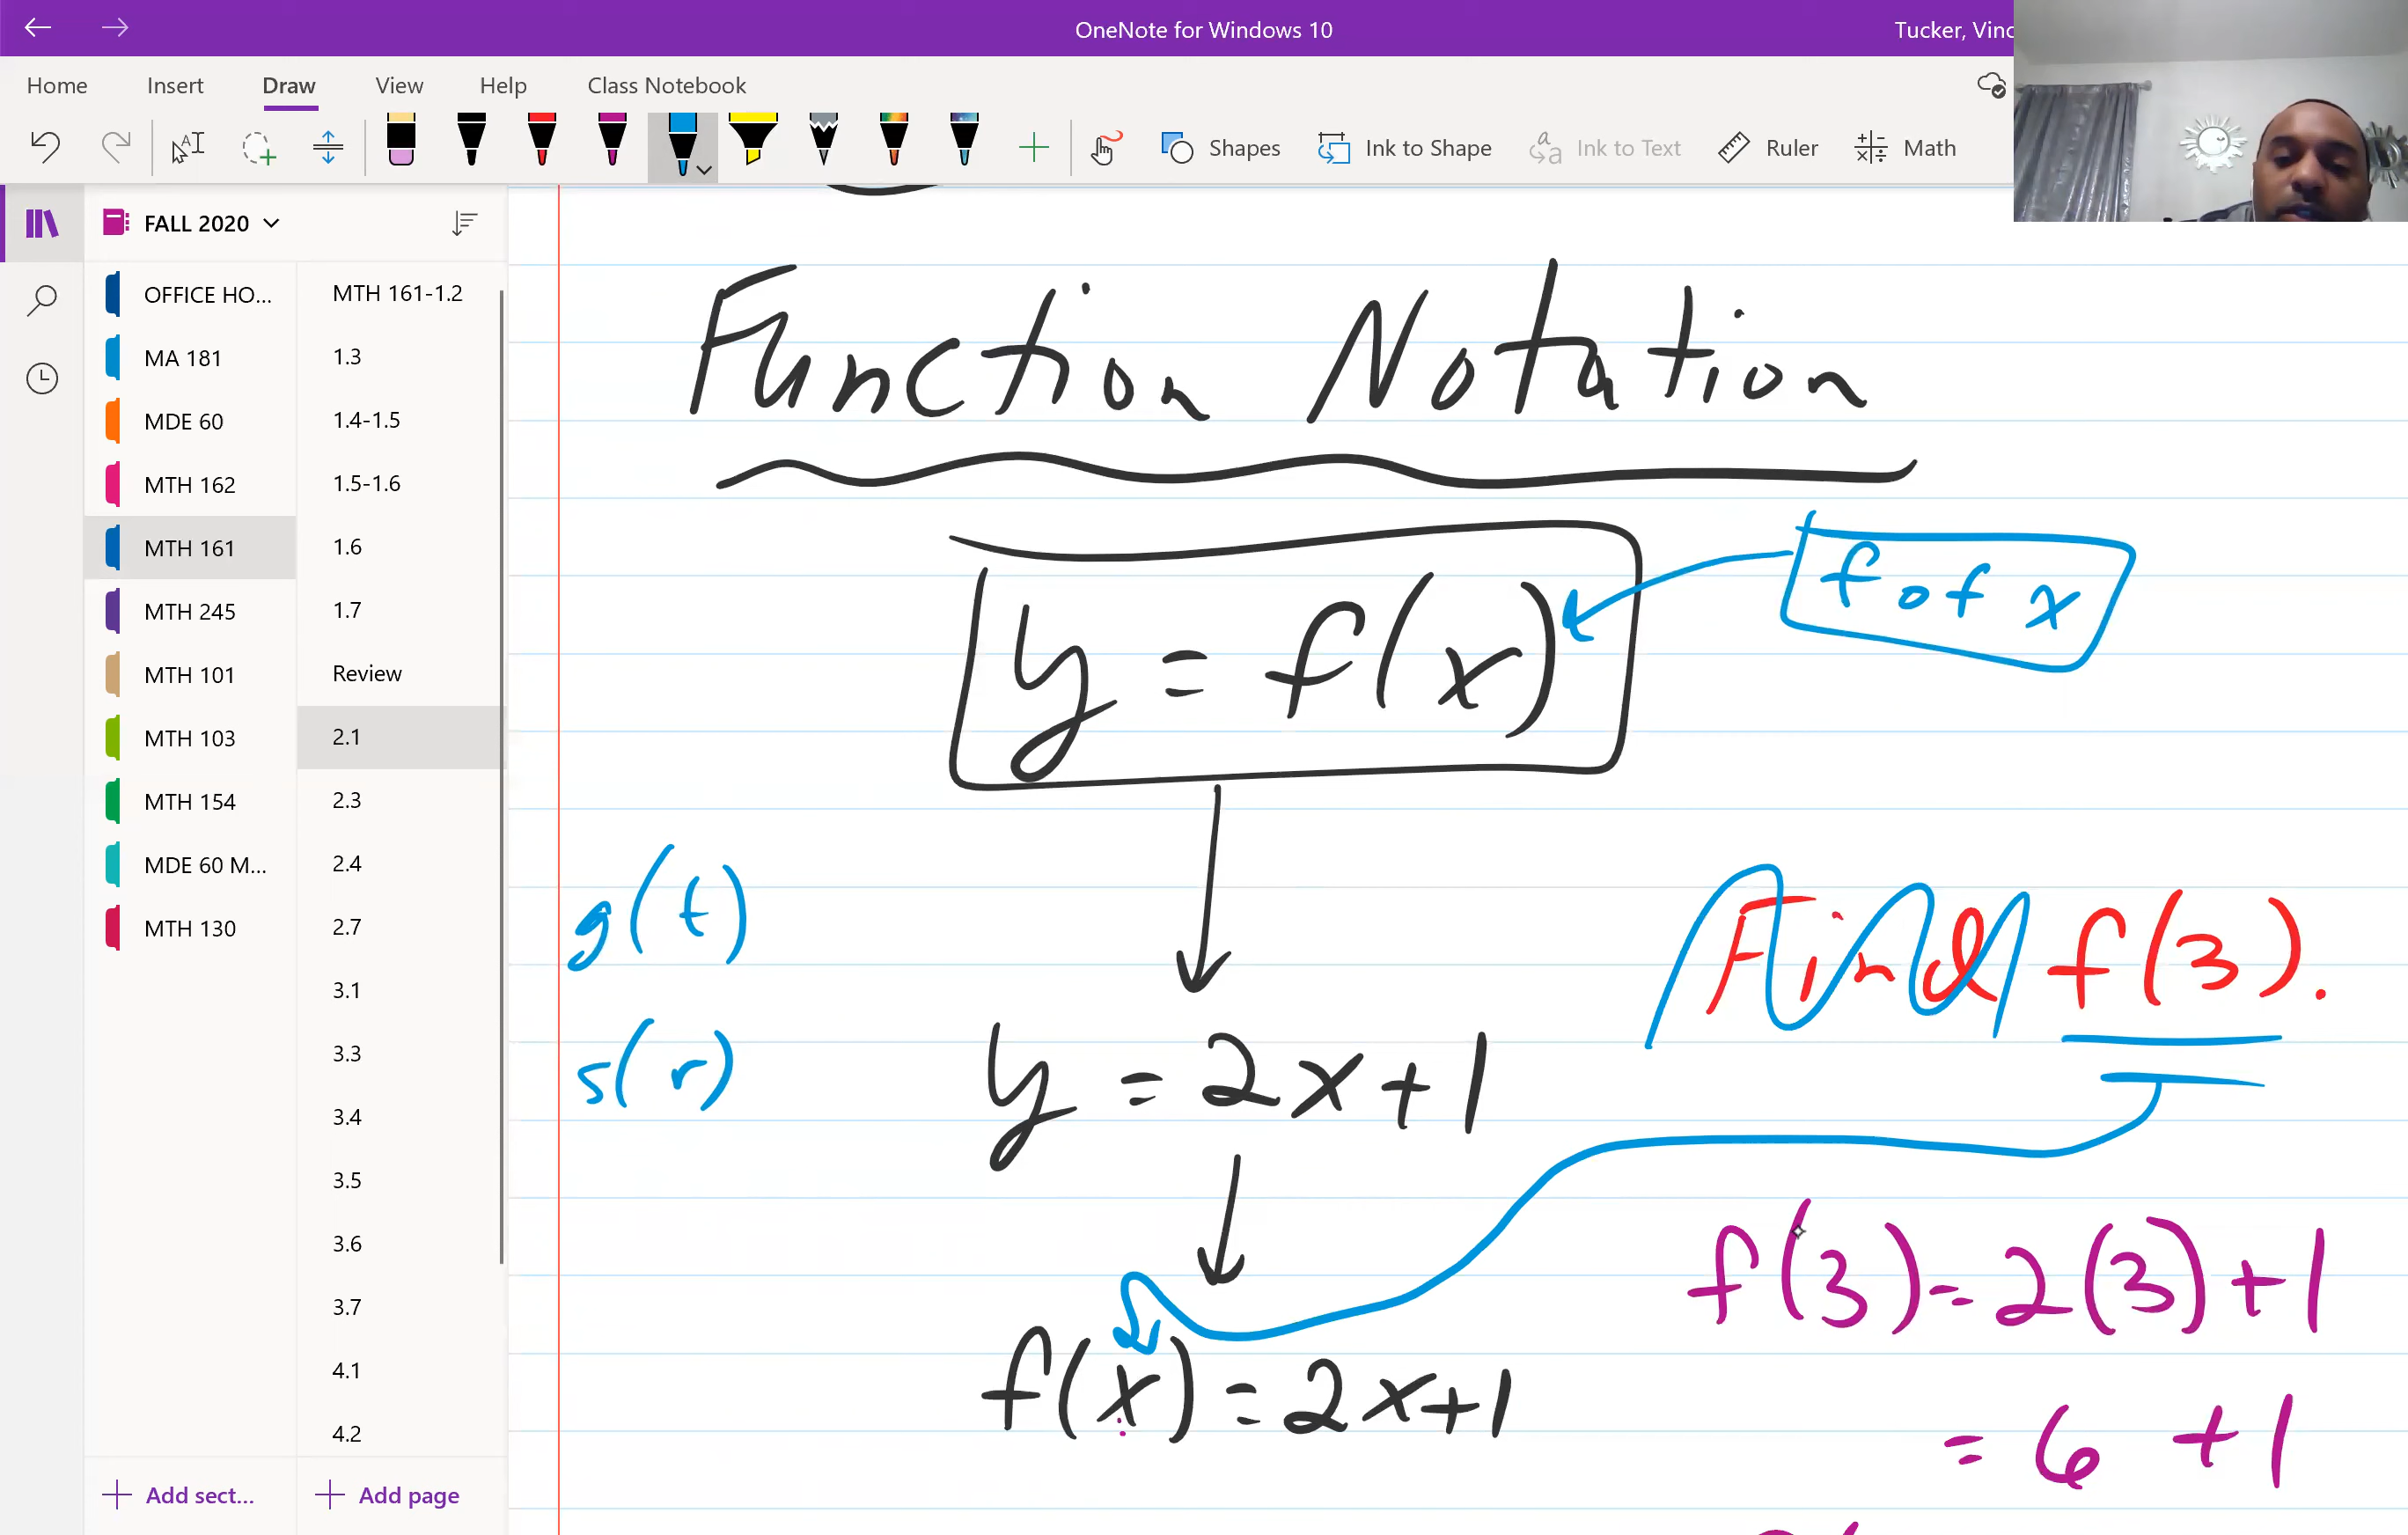 OneNote for Windows 10
Tucker, Vinc
Home Insert Draw View Help Class Notebook
Shapes Ink to Shape Ink to Text Ruler Math
FALL 2020
OFFICE HO...
MA 181
MDE 60
MTH 162
MTH 161
MTH 245
MTH 101
MTH 103
MTH 154
MDE 60 M...
MTH 130
Add sect...
MTH 161-1.2
1.3
1.4-1.5
1.5-1.6
1.6
1.7
Review
2.1
2.3
2.4
2.7
3.1
3.3
3.4
3.5
3.6
3.7
4.1
4.2
Add page
Function Notation
y = f(x)
f of x
g(t)
s(r)
y = 2x+1
f(x) = 2x+1
Find f(3).
f(3) = 2(3)+1
= 6 + 1